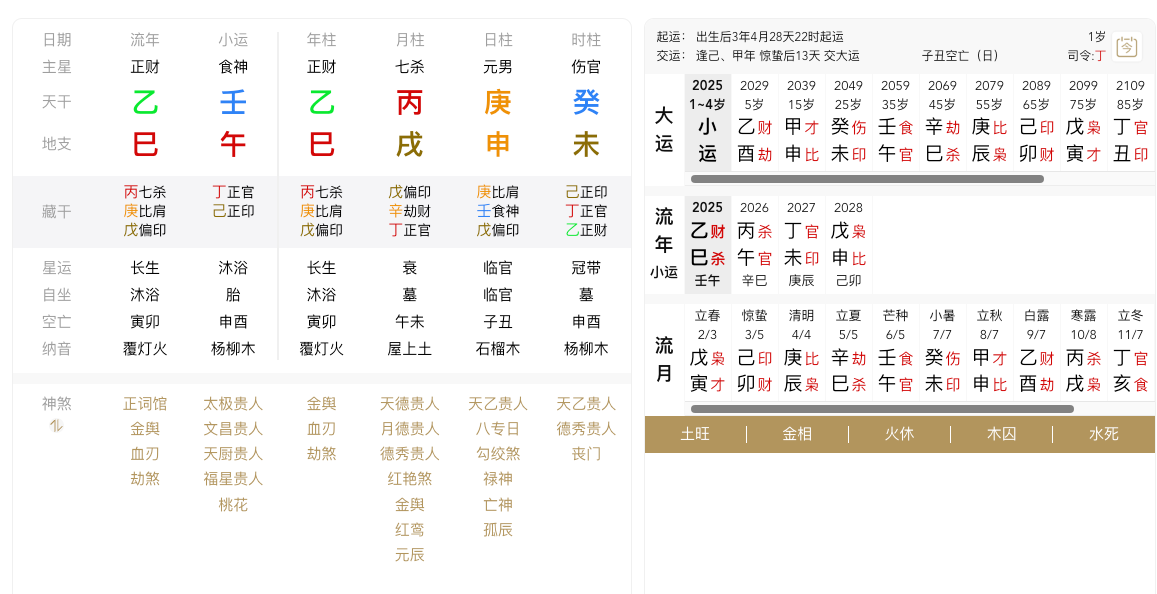 日期 流年 小运 年柱 月柱 日柱 时柱
主星 正财 食神 正财 七杀 元男 伤官
天干 乙 壬 乙 丙 庚 癸
地支 巳 午 巳 戌 申 未
藏干 丙七杀 丁正官 丙七杀 戊偏印 庚比肩 己正印
庚比肩 己正印 庚比肩 辛劫财 壬食神 丁正官
戊偏印 戊偏印 丁正官 戊偏印 乙正财
星运 长生 沐浴 长生 衰 临官 冠带
自坐 沐浴 胎 沐浴 墓 临官 墓
空亡 寅卯 申酉 寅卯 午未 子丑 申酉
纳音 覆灯火 杨柳木 覆灯火 屋上土 石榴木 杨柳木
神煞 正词馆 太极贵人 金舆 天德贵人 天乙贵人 天乙贵人
金舆 文昌贵人 血刃 月德贵人 八专日 德秀贵人
血刃 天厨贵人 劫煞 德秀贵人 勾绞煞 丧门
劫煞 福星贵人 红艳煞 禄神
桃花 金舆 亡神
红鸾 孤辰
元辰
起运： 出生后3年4月28天22时起运 1岁
交运： 逢己、甲年 惊蛰后13天 交大运 子丑空亡（日） 司令:丁
今
大运
2025 2029 2039 2049 2059 2069 2079 2089 2099 2109
1~4岁 5岁 15岁 25岁 35岁 45岁 55岁 65岁 75岁 85岁
小 乙财 甲才 癸伤 壬食 辛劫 庚比 己印 戊枭 丁官
运 酉劫 申比 未印 午官 巳杀 辰枭 卯财 寅才 丑印
流年
小运
2025 2026 2027 2028
乙财 丙杀 丁官 戊枭
巳杀 午官 未印 申比
壬午 辛巳 庚辰 己卯
流月
立春 惊蛰 清明 立夏 芒种 小暑 立秋 白露 寒露 立冬
2/3 3/5 4/4 5/5 6/5 7/7 8/7 9/7 10/8 11/7
戊枭 己印 庚比 辛劫 壬食 癸伤 甲才 乙财 丙杀 丁官
寅才 卯财 辰枭 巳杀 午官 未印 申比 酉劫 戌枭 亥食
土旺 金相 火休 木囚 水死